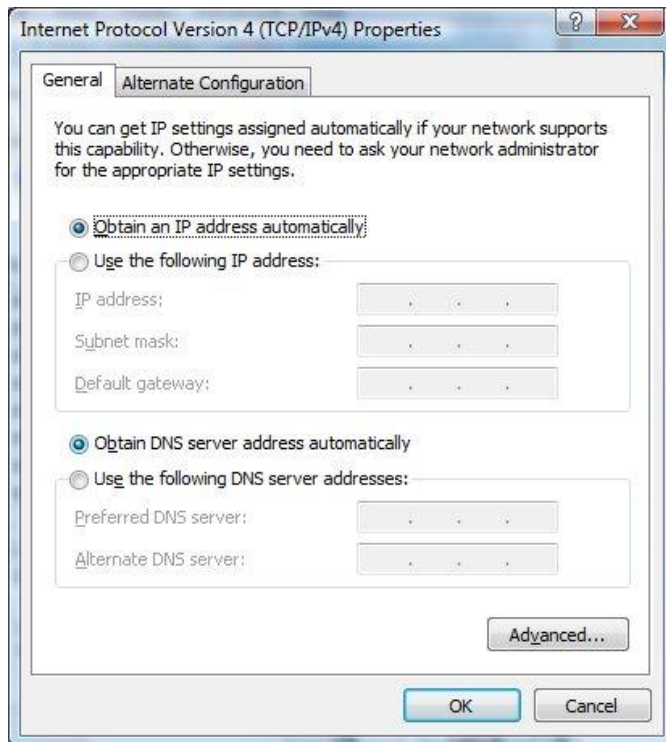 Internet Protocol Version 4 (TCP/IPv4) Properties
?
General
Alternate Configuration
You can get IP settings assigned automatically if your network supports
this capability. Otherwise, you need to ask your network administrator
for the appropriate IP settings.
Obtain an IP address automatically
Use the following IP address:
IP address:
Subnet mask:
Default gateway:
Obtain DNS server address automatically
Use the following DNS server addresses:
Preferred DNS server:
Alternate DNS server:
Advanced...
OK
Cancel